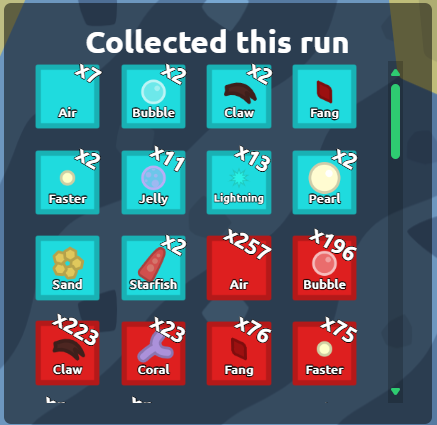 Collected this run
x7
Air
x2
Bubble
x2
Claw
Fang
x2
Faster
x11
Jelly
x13
Lightning
x2
Pearl
Sand
x2
Starfish
x257
Air
x196
Bubble
x223
Claw
x23
Coral
x76
Fang
x75
Faster